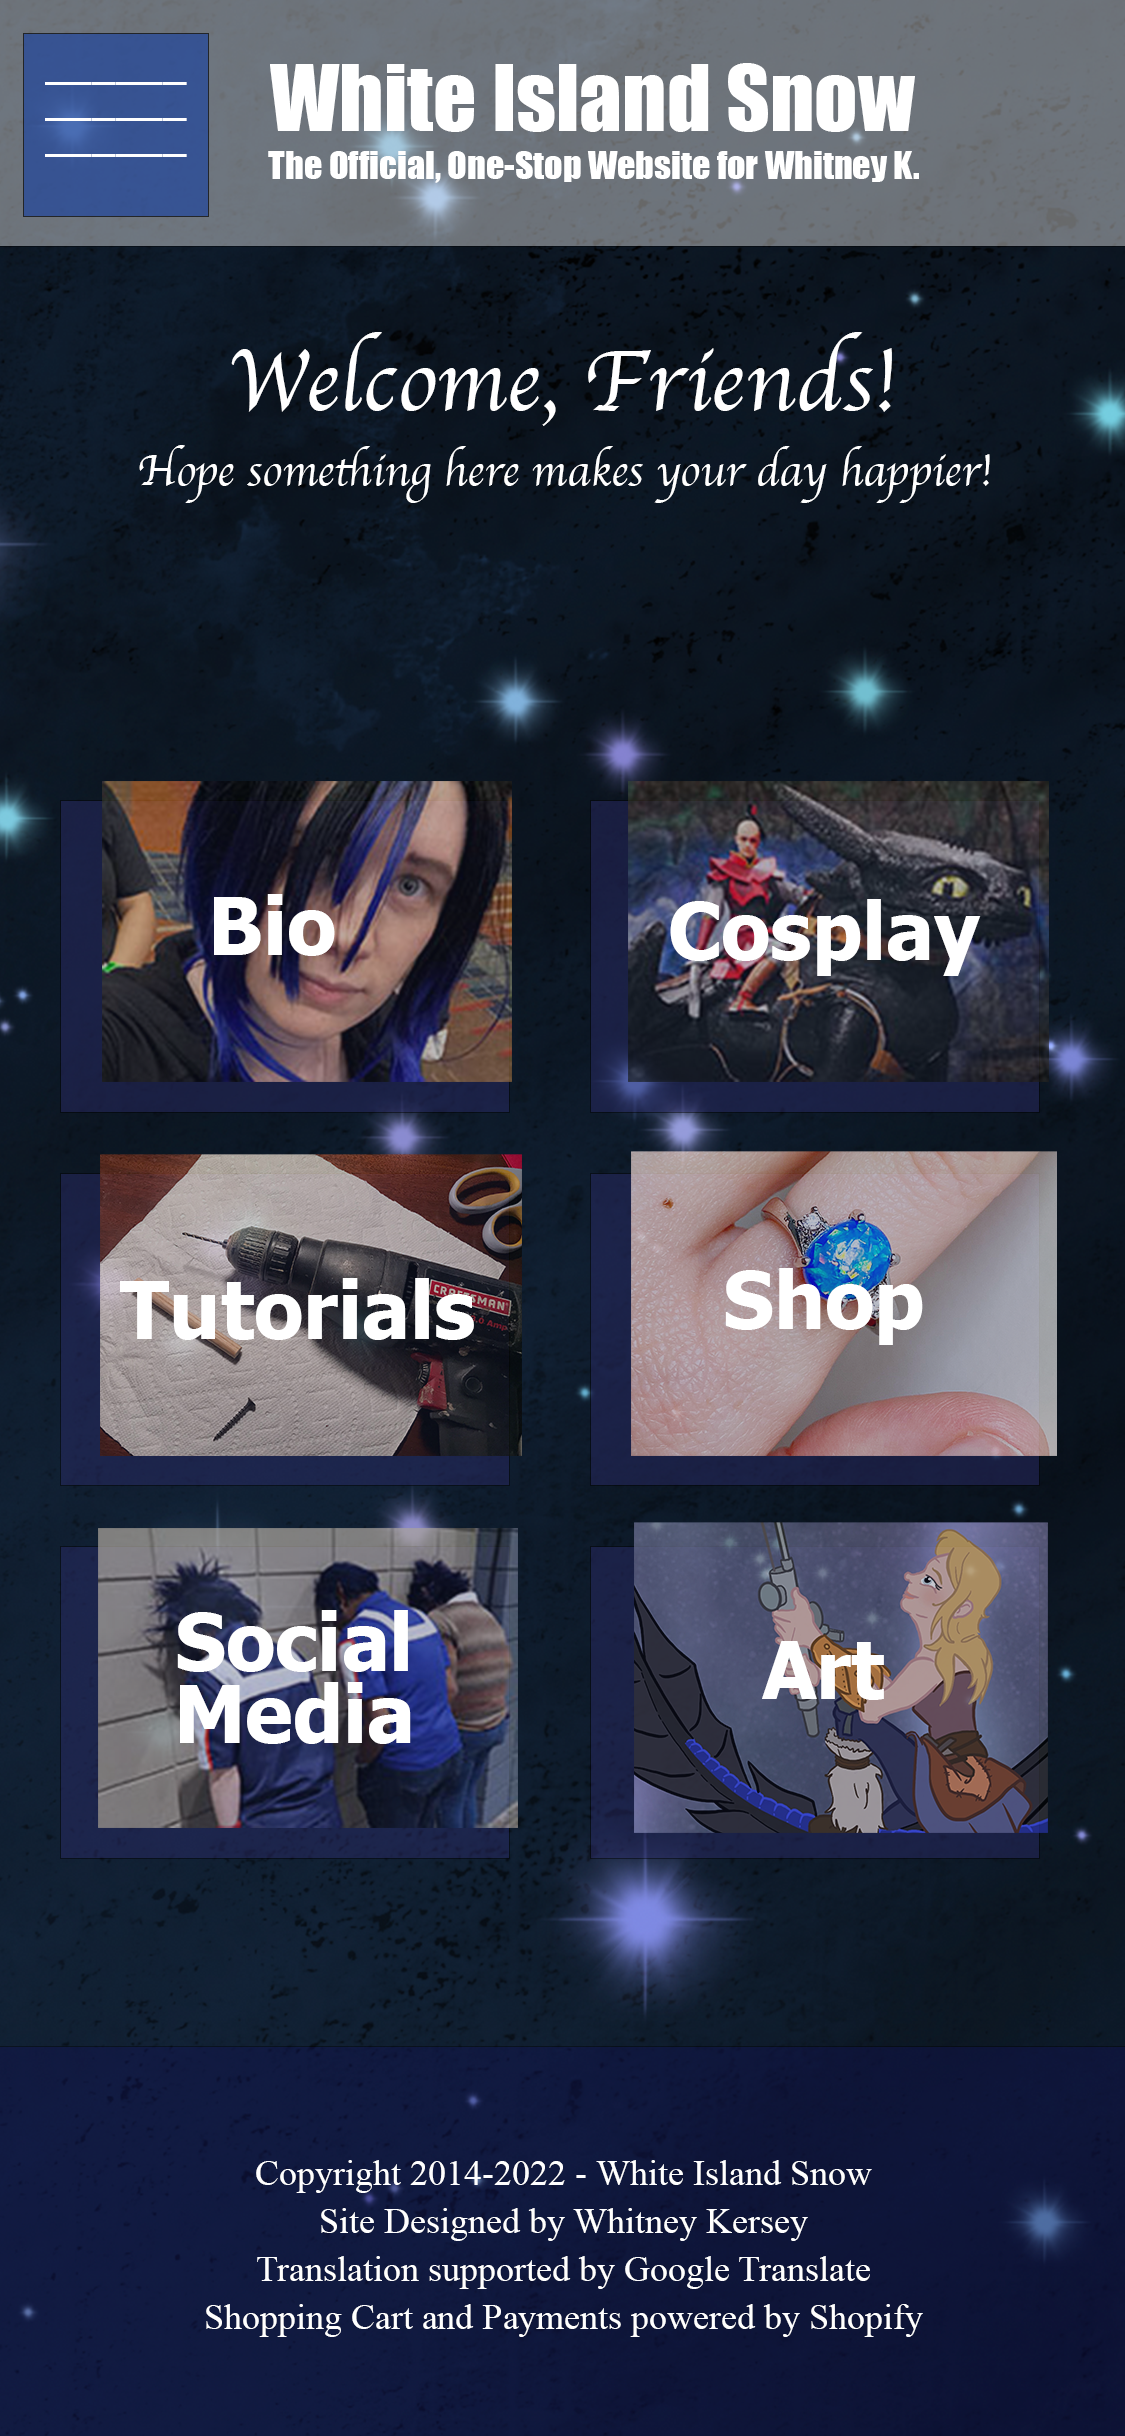 White Island Snow
The Official, One-Stop Website for Whitney K.
Welcome, Friends!
Hope something here makes your day happier!
Bio
Cosplay
Tutorials
CRAFTSMAN
Shop
Social
Media
Art
Copyright 2014-2022 - White Island Snow
Site Designed by Whitney Kersey
Translation supported by Google Translate
Shopping Cart and Payments powered by Shopify